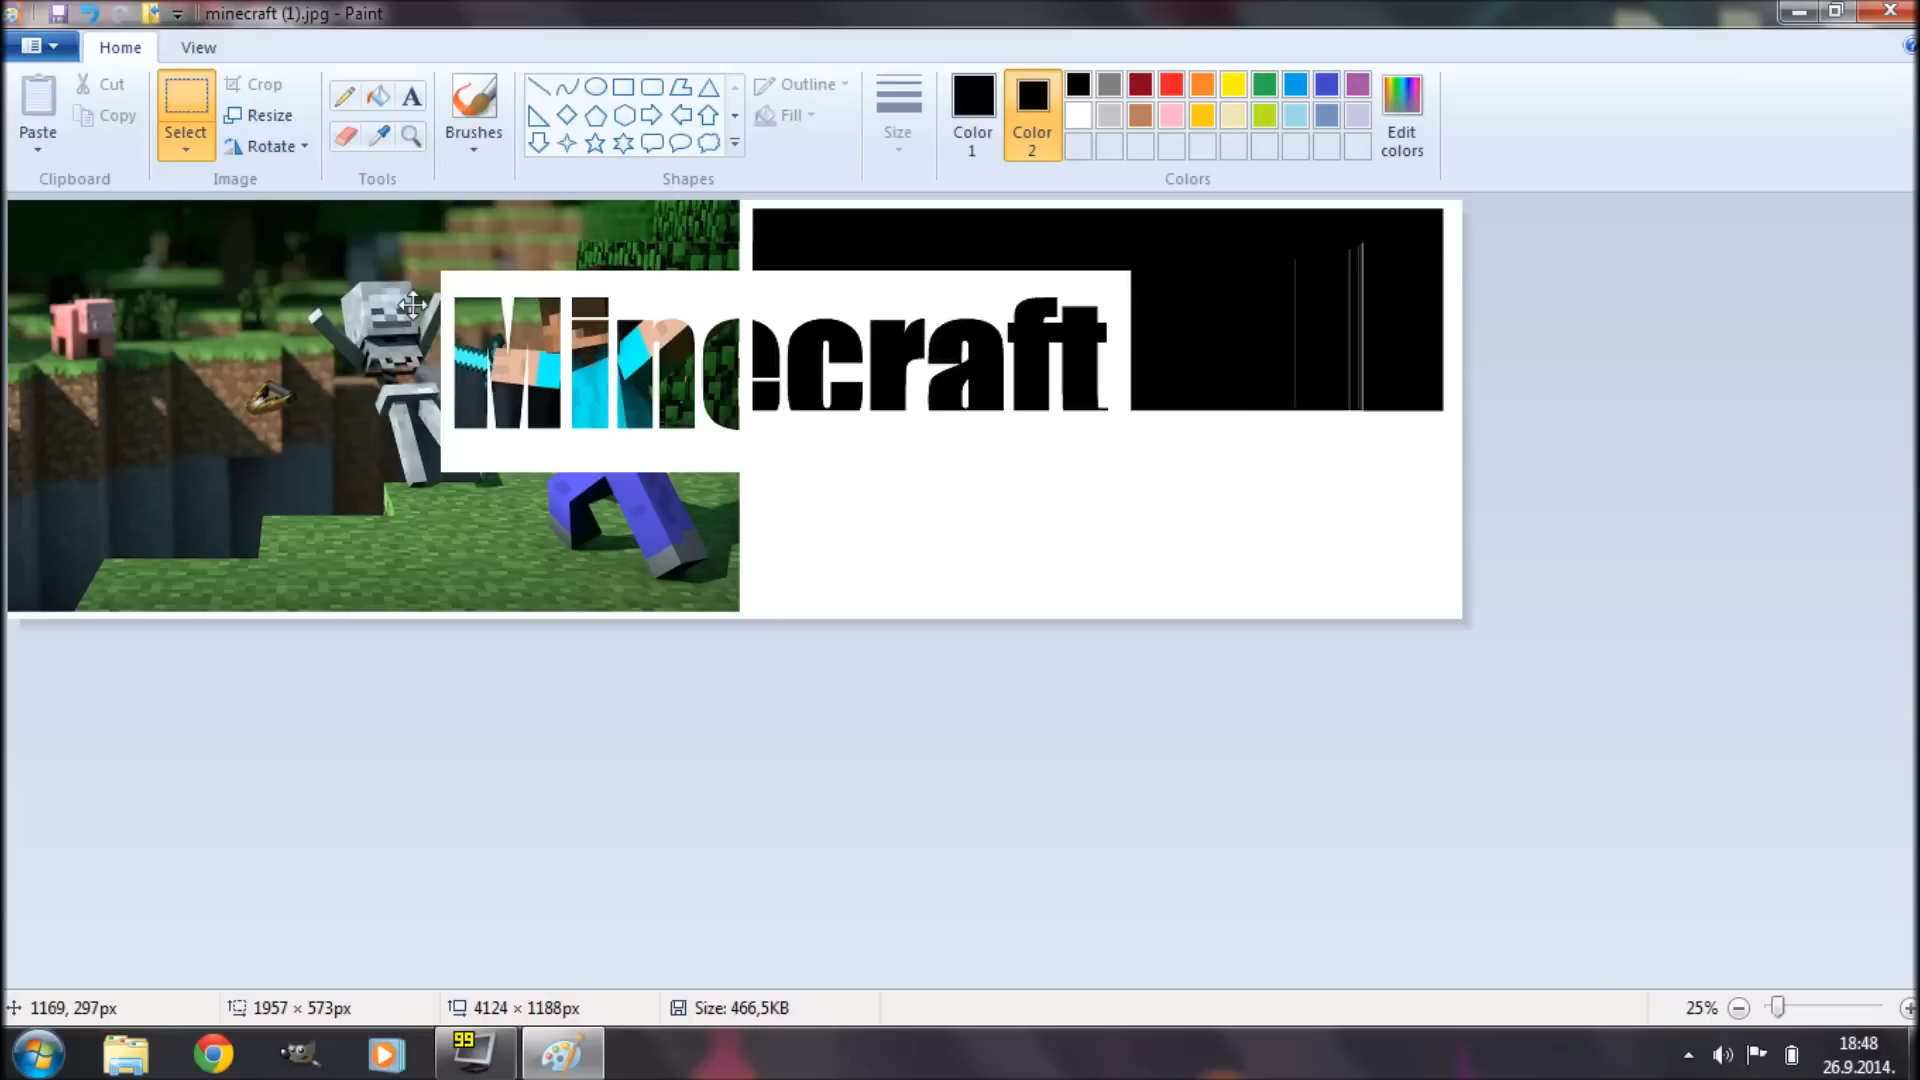 minecraft (1).jpg - Paint
Home
View
Paste
Cut
Copy
Clipboard
Select
Crop
Resize
Rotate
Image
A
Tools
Brushes
Shapes
Outline
Fill
Size
Color 1
Color 2
Edit colors
Colors
Minecraft
1169, 297px
1957 × 573px
4124 × 1188px
Size: 466,5KB
25%
99
18:48
26.9.2014.